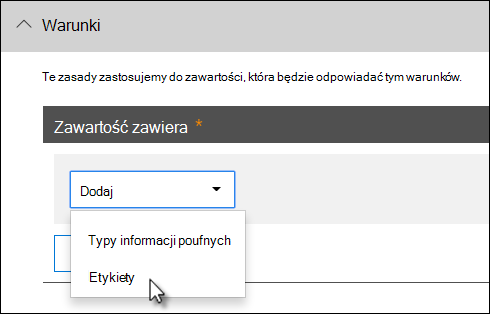 Warunki
Te zasady zastosujemy do zawartości, która będzie odpowiadać tym warunków.
Zawartość zawiera *
Dodaj
Typy informacji poufnych
Etykiety